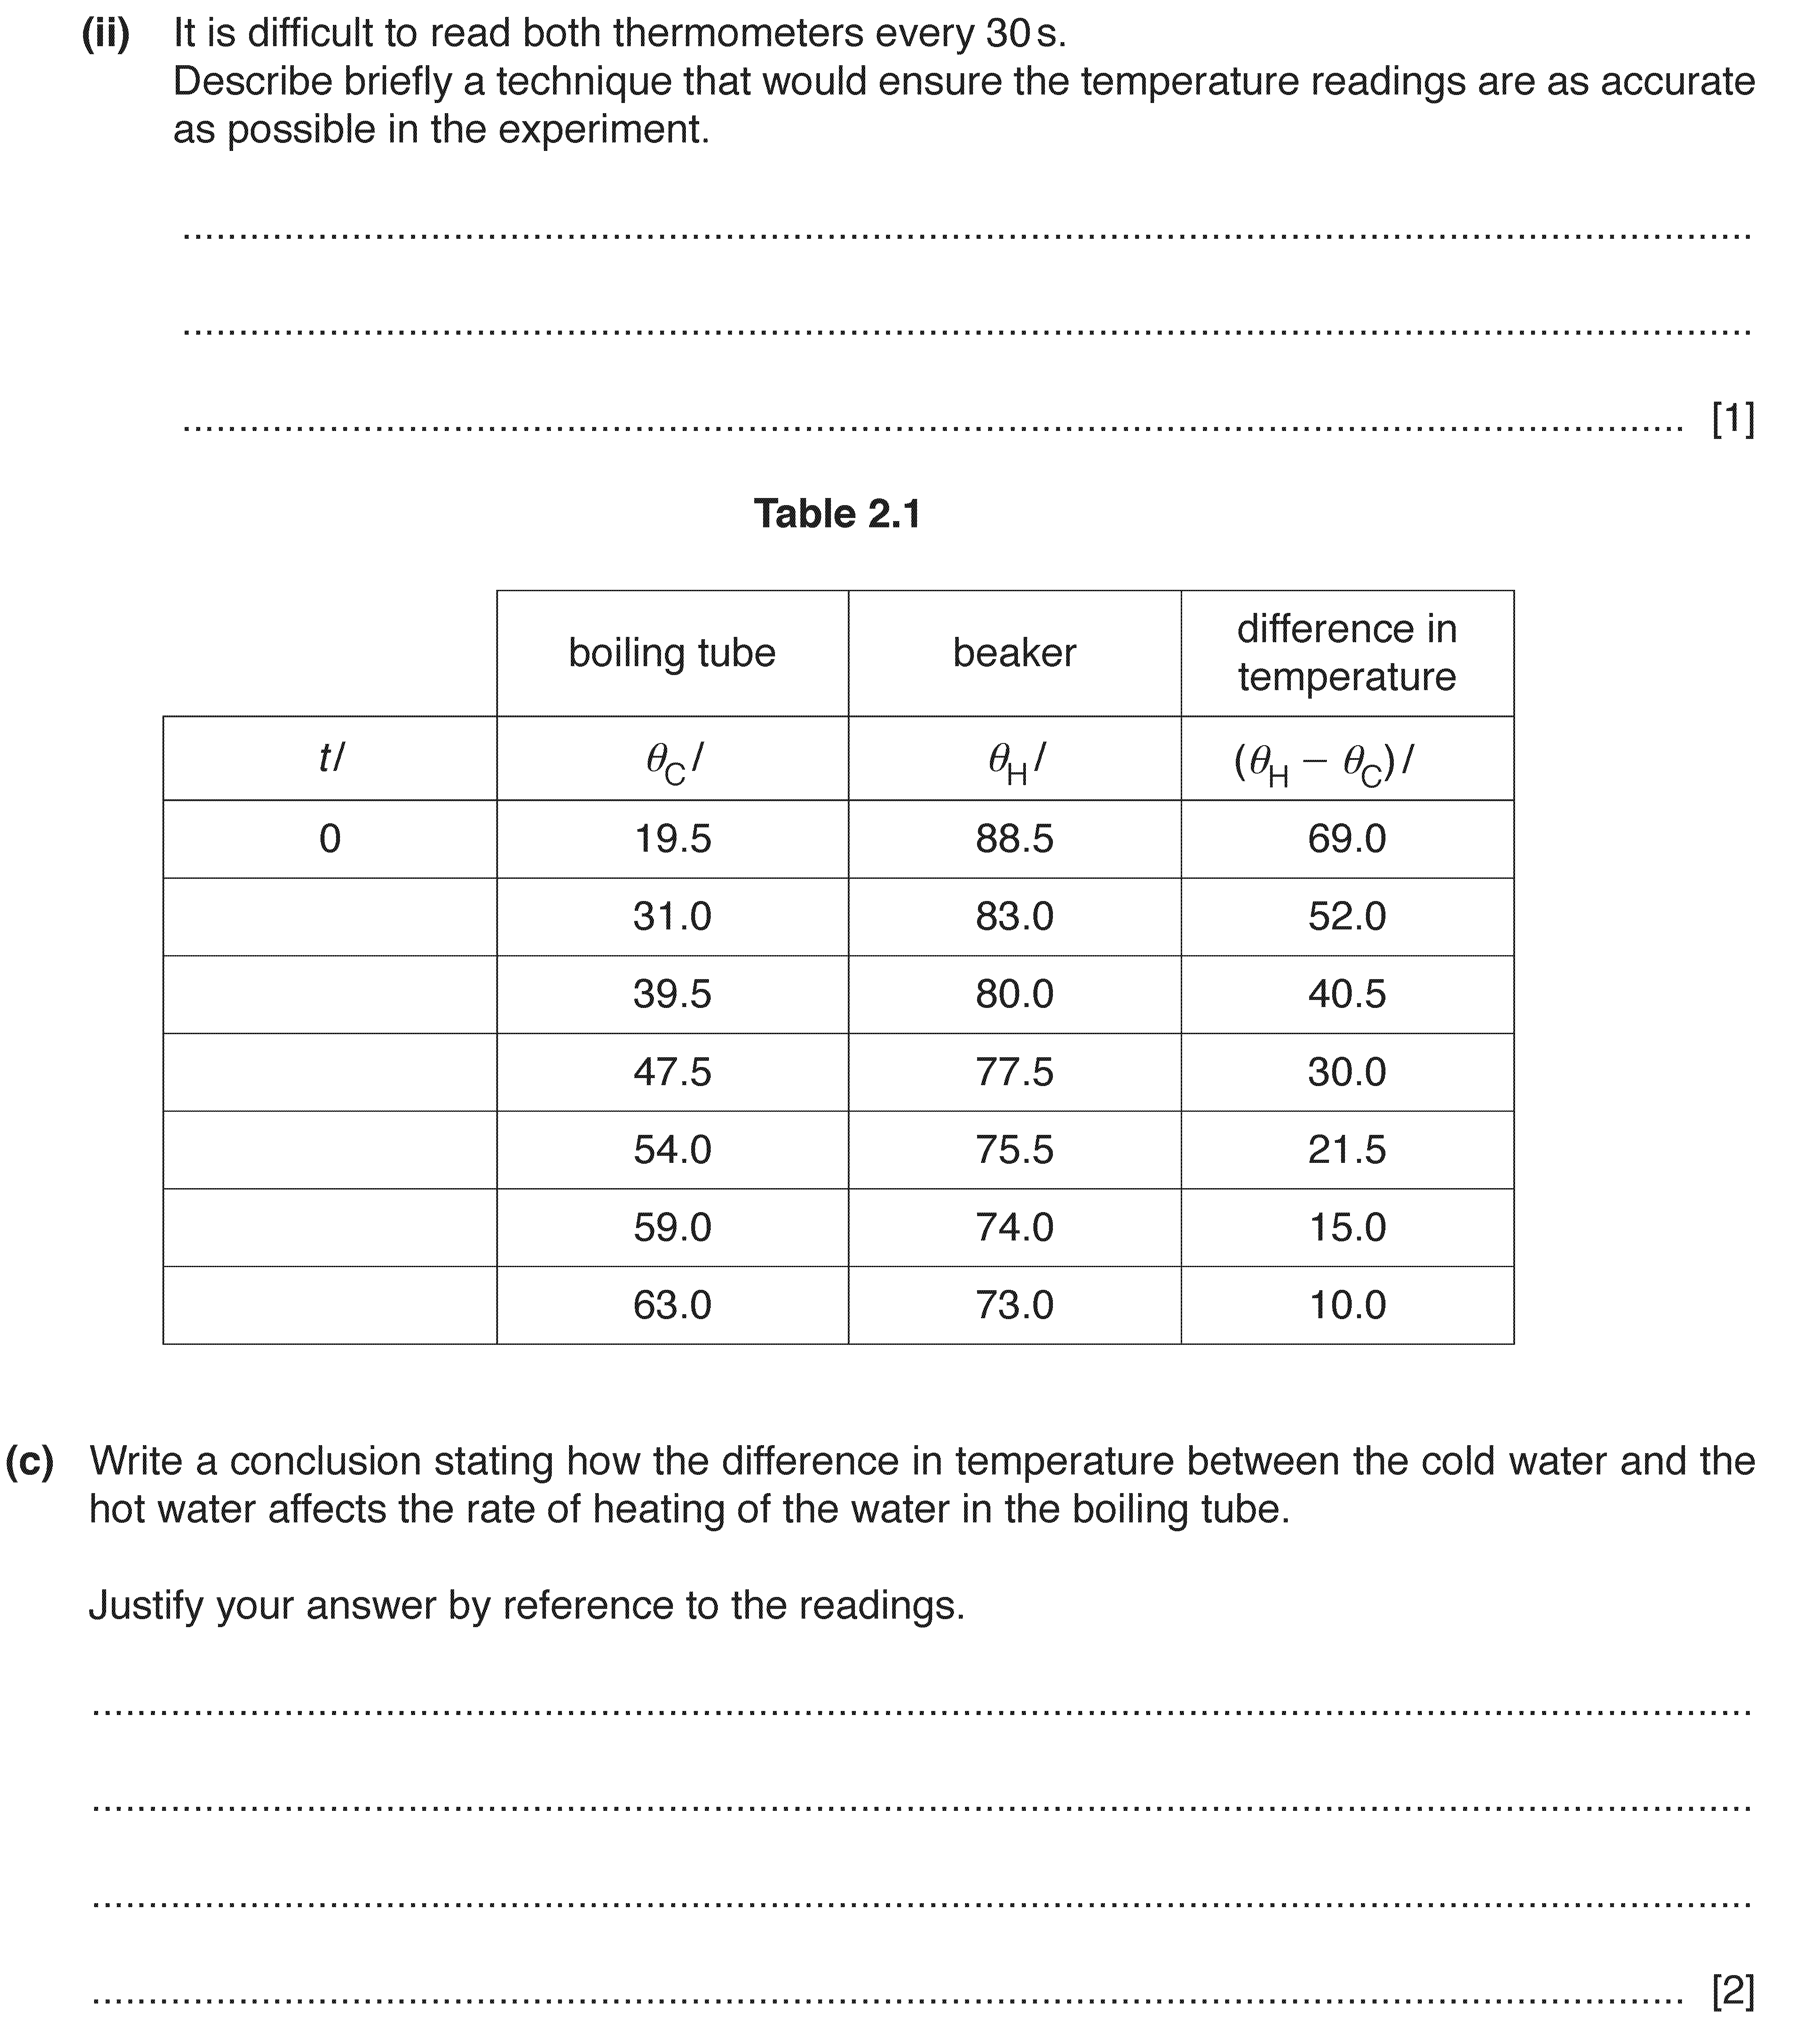 (ii) It is difficult to read both thermometers every 30 s.
Describe briefly a technique that would ensure the temperature readings are as accurate
as possible in the experiment.
..........................................................................................................................................
..........................................................................................................................................
.................................................................................................................................... [1]
Table 2.1
boiling tube beaker difference in temperature
t/ θC/ θH/ (θH – θC)/
0 19.5 88.5 69.0
31.0 83.0 52.0
39.5 80.0 40.5
47.5 77.5 30.0
54.0 75.5 21.5
59.0 74.0 15.0
63.0 73.0 10.0
(c) Write a conclusion stating how the difference in temperature between the cold water and the
hot water affects the rate of heating of the water in the boiling tube.
Justify your answer by reference to the readings.
..................................................................................................................................................
..................................................................................................................................................
..................................................................................................................................................
............................................................................................................................................ [2]